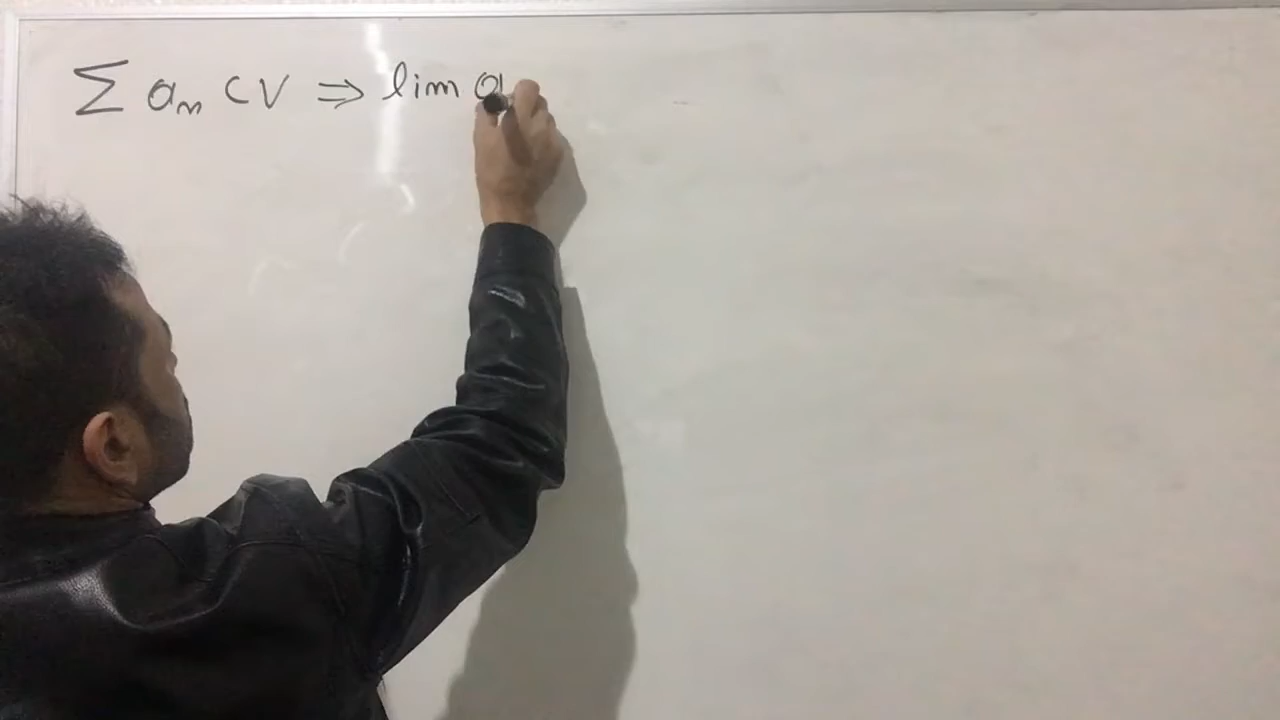 ∑ aₙ CV ⇒ lim a